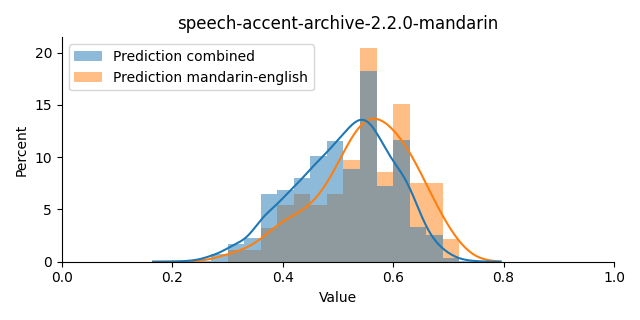 speech-accent-archive-2.2.0-mandarin
Prediction combined
Prediction mandarin-english
Percent
20
15
10
5
0
0.0 0.2 0.4 0.6 0.8 1.0
Value